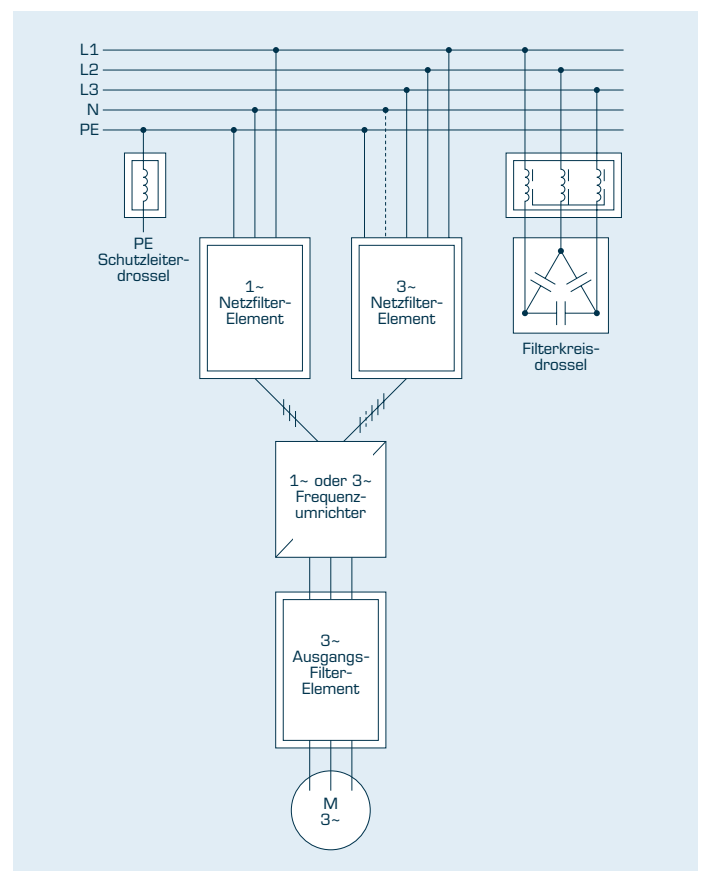 L1
L2
L3
N
PE
PE
Schutzleiter-
drossel
1~
Netzfilter-
Element
3~
Netzfilter-
Element
Filterkreis-
drossel
1~ oder 3~
Frequenz-
umrichter
3~
Ausgangs-
Filter-
Element
M
3~